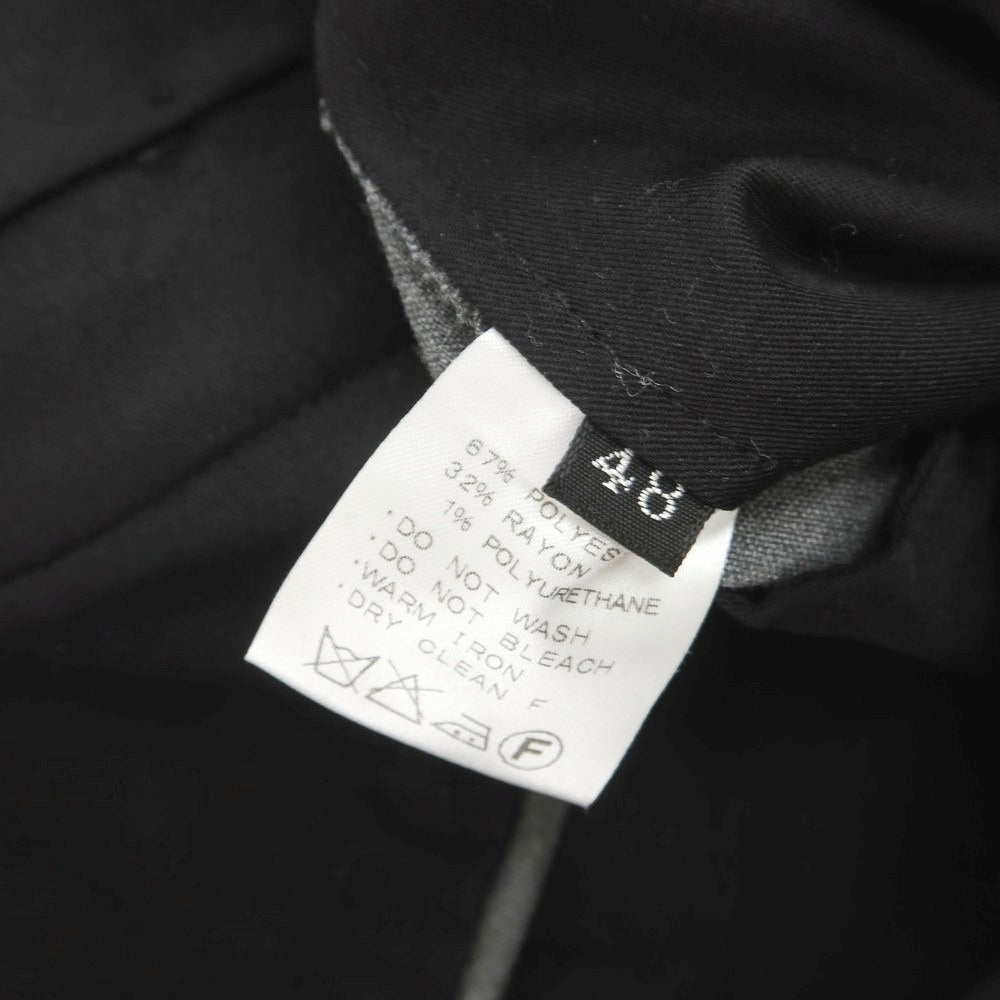 48
67% POLYES
32% RAYON
1% POLYURETHANE
·DO NOT WASH
·DO NOT BLEACH
·WARM IRON
·DRY CLEAN F
F